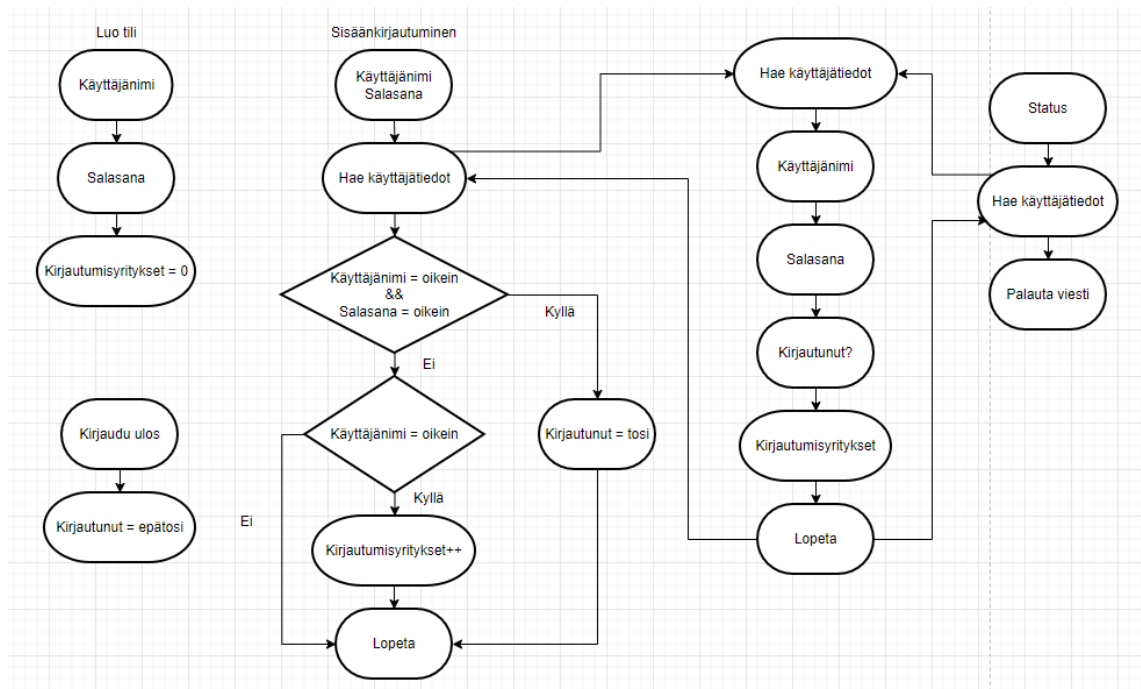 Luo tili
Käyttäjänimi
Salasana
Kirjautumisyritykset = 0
Kirjaudu ulos
Kirjautunut = epätosi
Sisäänkirjautuminen
Käyttäjänimi
Salasana
Hae käyttäjätiedot
Käyttäjänimi = oikein
&&
Salasana = oikein
Kyllä
Ei
Käyttäjänimi = oikein
Kirjautunut = tosi
Kyllä
Ei
Kirjautumisyritykset++
Lopeta
Hae käyttäjätiedot
Käyttäjänimi
Salasana
Kirjautunut?
Kirjautumisyritykset
Lopeta
Status
Hae käyttäjätiedot
Palauta viesti